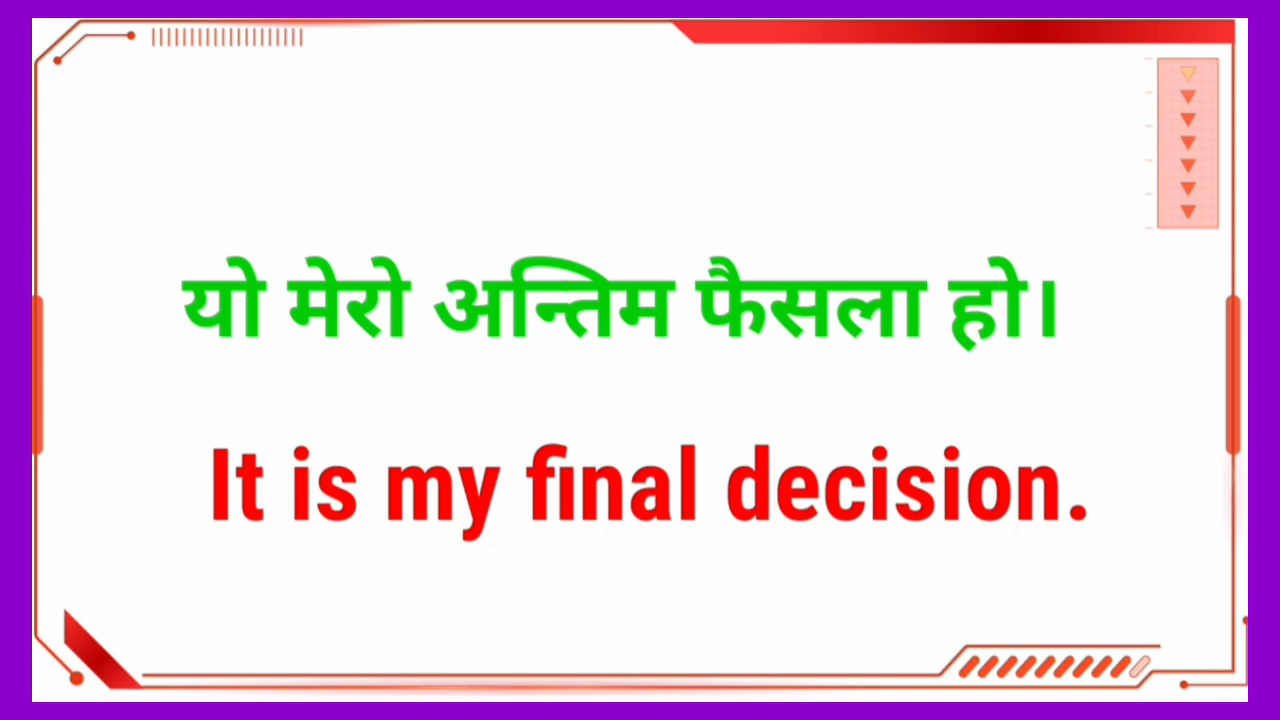 यो मेरो अन्तिम फैसला हो।
It is my final decision.